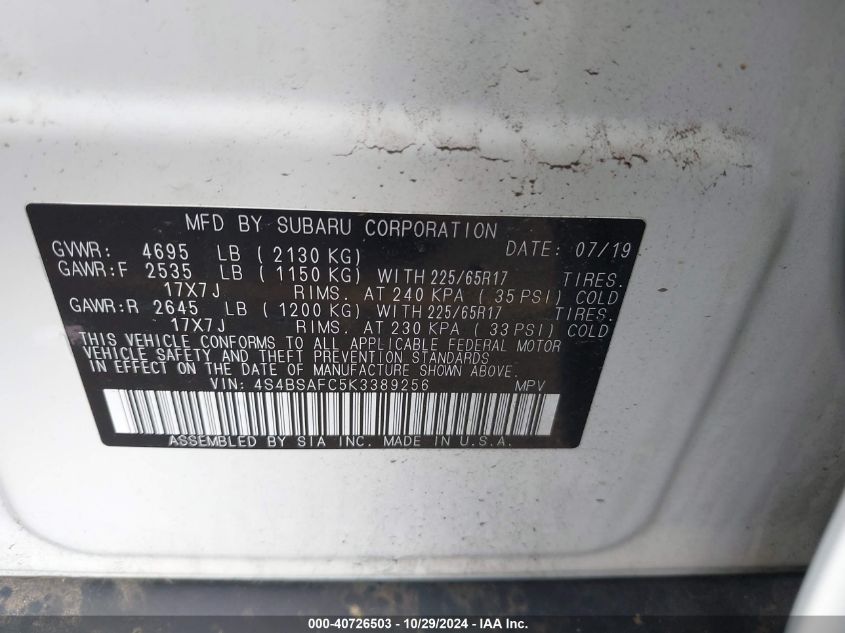 MFD BY SUBARU CORPORATION
GVWR: 4695 LB ( 2130 KG) DATE: 07/19
GAWR:F 2535 LB ( 1150 KG) WITH 225/65R17 TIRES.
17X7J RIMS. AT 240 KPA ( 35 PSI) COLD
GAWR:R 2645 LB ( 1200 KG) WITH 225/65R17 TIRES.
17X7J RIMS. AT 230 KPA ( 33 PSI) COLD
THIS VEHICLE CONFORMS TO ALL APPLICABLE FEDERAL MOTOR
VEHICLE SAFETY AND THEFT PREVENTION STANDARDS
IN EFFECT ON THE DATE OF MANUFACTURE SHOWN ABOVE.
VIN: 4S4BSAFC5K3389256 MPV
ASSEMBLED BY SIA INC. MADE IN U.S.A.
000-40726503 - 10/29/2024 - IAA Inc.